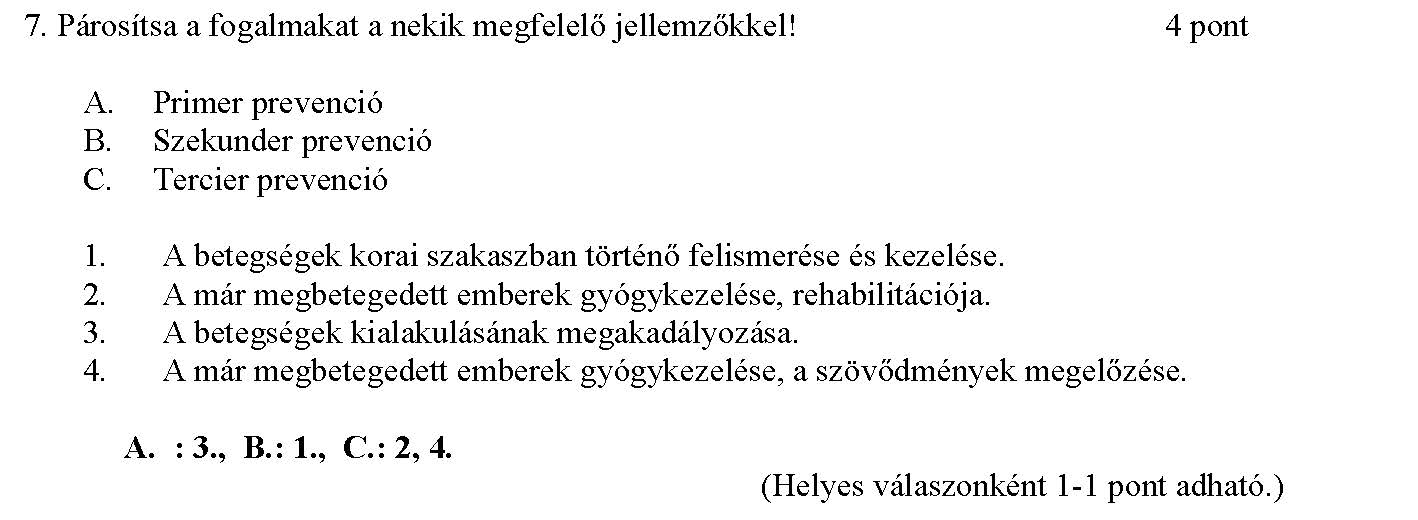 7. Párosítsa a fogalmakat a nekik megfelelő jellemzőkkel! 4 pont
A. Primer prevenció
B. Szekunder prevenció
C. Tercier prevenció
1. A betegségek korai szakaszban történő felismerése és kezelése.
2. A már megbetegedett emberek gyógykezelése, rehabilitációja.
3. A betegségek kialakulásának megakadályozása.
4. A már megbetegedett emberek gyógykezelése, a szövődmények megelőzése.
A. : 3., B.: 1., C.: 2, 4.
(Helyes válaszonként 1-1 pont adható.)